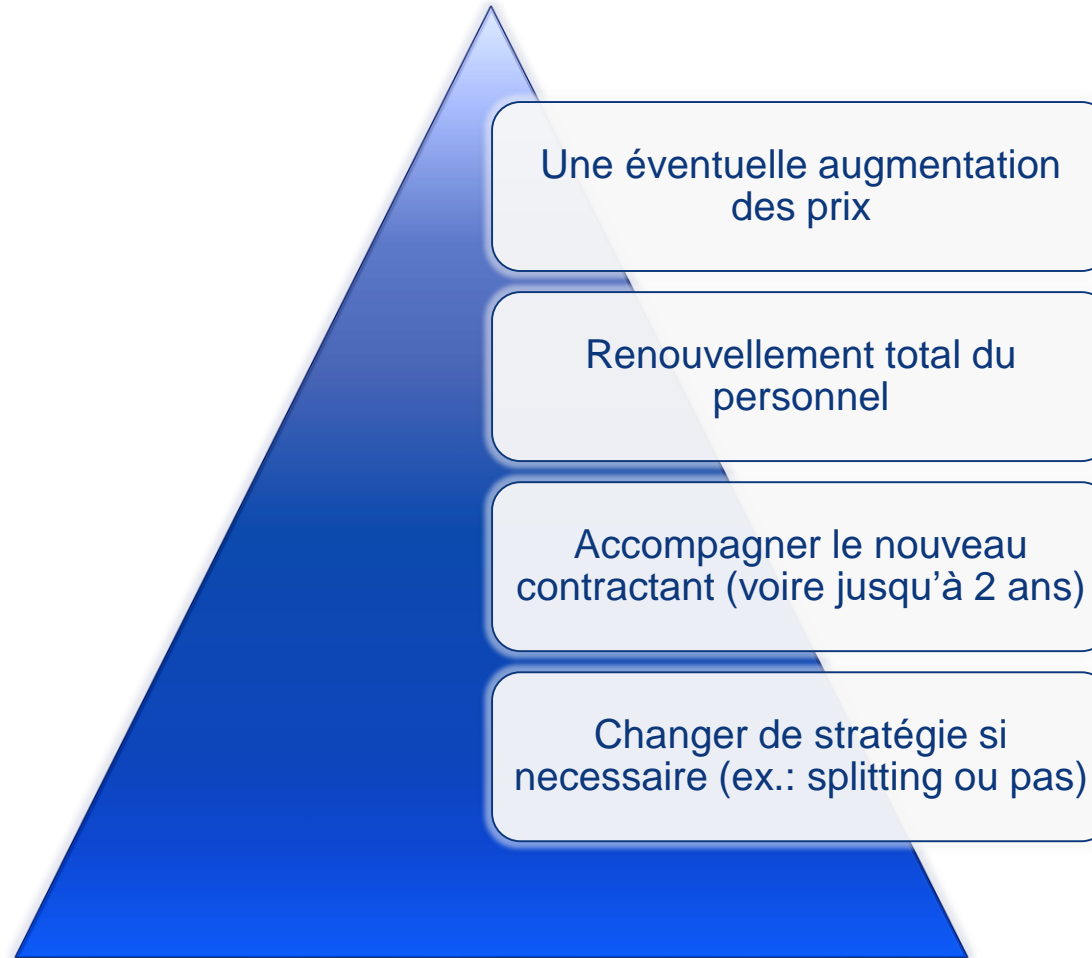 Une éventuelle augmentation
des prix
Renouvellement total du
personnel
Accompagner le nouveau
contractant (voire jusqu’à 2 ans)
Changer de stratégie si
necessaire (ex.: splitting ou pas)